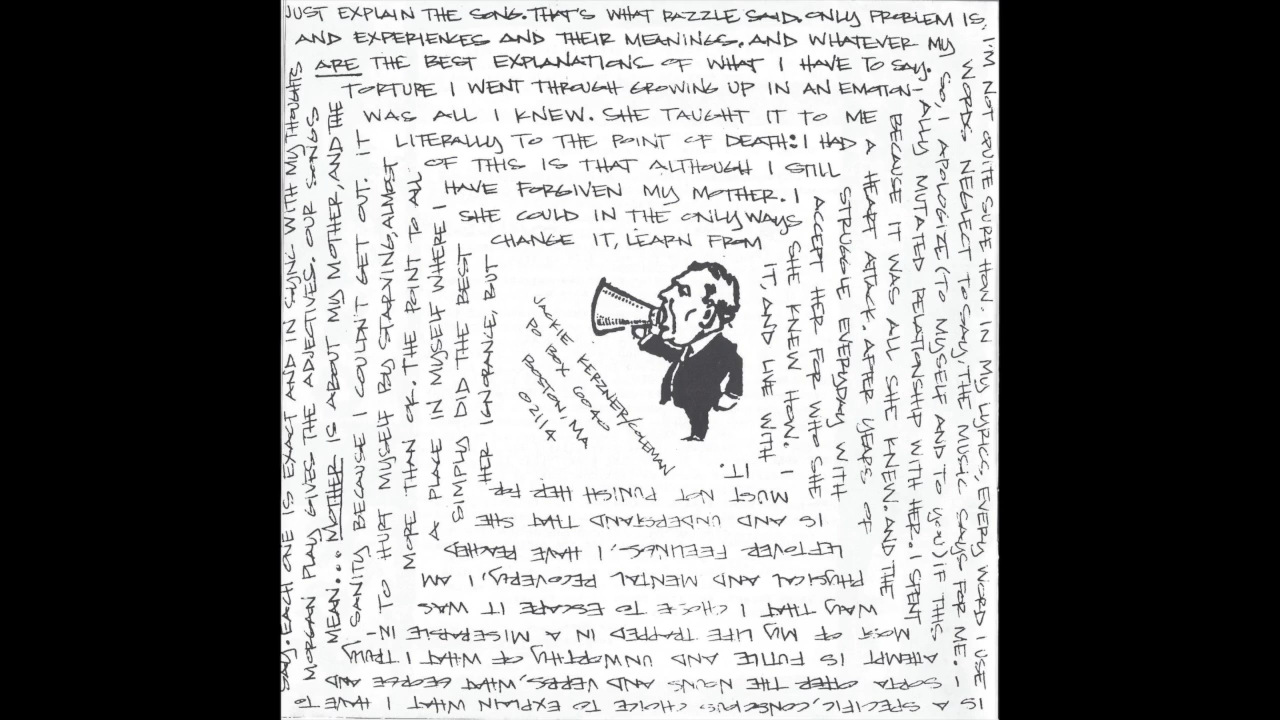 JUST EXPLAIN THE SONG. THAT'S WHAT RAZZLE SAID. ONLY PROBLEM IS,
I'M NOT QUITE SURE HOW. IN MY LYRICS, EVERY WORD I USE
IS A SPECIFIC, CONSCIOUS, CHOICE TO EXPLAIN WHAT I HAVE TO
SAY. EACH ONE IS EXACT AND IN SYNC WITH MY THOUGHTS
AND EXPERIENCES AND THEIR MEANINGS. AND WHATEVER MY
WORDS NEGLECT TO SAY, THE MUSIC SAYS FOR ME. I
SORTA OFFER THE NOUNS AND VERBS, WHAT GEORGE AND
MORGAN PLAY GIVES THE ADJECTIVES. OUR SONGS
ARE THE BEST EXPLANATIONS OF WHAT I HAVE TO SAY.
SO, I APOLOGIZE (TO MYSELF AND TO YOU) IF THIS
ATTEMPT IS FUTILE AND UNWORTHY OF WHAT I TRULY
MEAN... MOTHER IS ABOUT MY MOTHER, AND THE
TORTURE I WENT THROUGH GROWING UP IN AN EMOTION-
ALLY MUTATED RELATIONSHIP WITH HER. I SPENT
MOST OF MY LIFE TRAPPED IN A MISERABLE IN-
SANITY BECAUSE I COULDN'T GET OUT. IT
WAS ALL I KNEW. SHE TAUGHT IT TO ME
BECAUSE IT WAS ALL SHE KNEW. AND THE
WAY THAT I CHOSE TO ESCAPE IT WAS
TO HURT MYSELF BY STARVING, ALMOST
LITERALLY TO THE POINT OF DEATH: I HAD
A HEART ATTACK. AFTER YEARS OF
PHYSICAL AND MENTAL RECOVERY, I AM
MORE THAN OK. THE POINT TO ALL
OF THIS IS THAT ALTHOUGH I STILL
STRUGGLE EVERYDAY WITH
LEFTOVER FEELINGS, I HAVE REACHED
A PLACE IN MYSELF WHERE I
HAVE FORGIVEN MY MOTHER. I
ACCEPT HER FOR WHO SHE
IS AND UNDERSTAND THAT SHE
SIMPLY DID THE BEST
SHE COULD IN THE ONLY WAYS
SHE KNEW HOW. I
MUST NOT PUNISH HER FOR
HER IGNORANCE, BUT
CHANGE IT, LEARN FROM
IT, AND LIVE WITH
IT.
JACKIE KERZNER/COLEMAN
PO BOX 6040
BOSTON, MA
02114